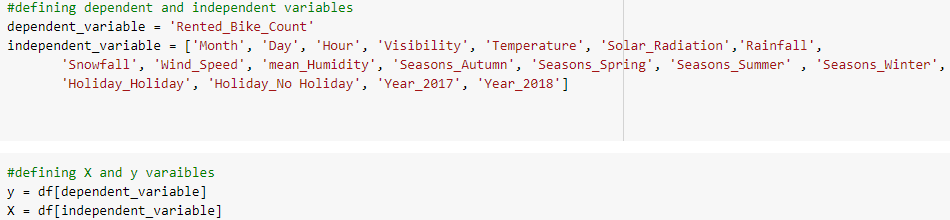 #defining dependent and independent variables
dependent_variable = 'Rented_Bike_Count'
independent_variable = ['Month', 'Day', 'Hour', 'Visibility', 'Temperature', 'Solar_Radiation','Rainfall',
'Snowfall', 'Wind_Speed', 'mean_Humidity', 'Seasons_Autumn', 'Seasons_Spring', 'Seasons_Summer' , 'Seasons_Winter',
'Holiday_Holiday', 'Holiday_No Holiday', 'Year_2017', 'Year_2018']
#defining X and y varaibles
y = df[dependent_variable]
X = df[independent_variable]